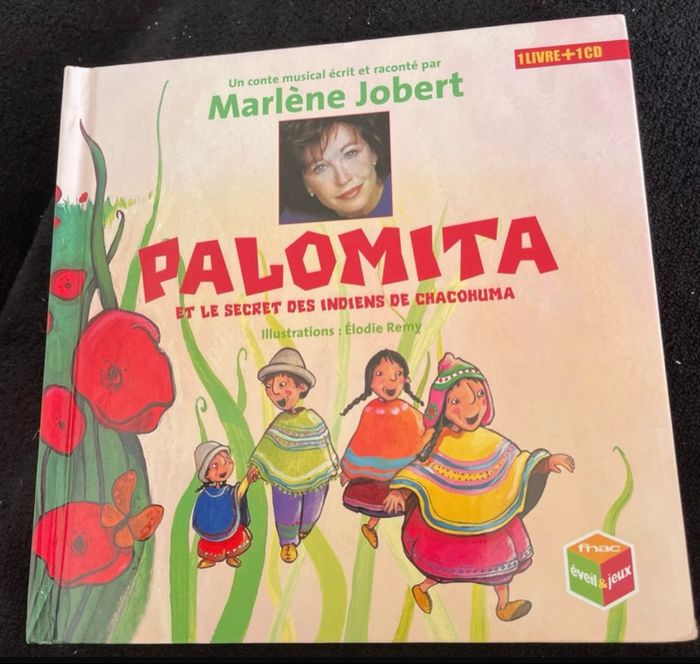 1 LIVRE+1 CD
Un conte musical écrit et raconté par
Marlène Jobert
PALOMITA
ET LE SECRET DES INDIENS DE CHACOHUMA
Illustrations : Élodie Remy
fnac
éveil&jeux